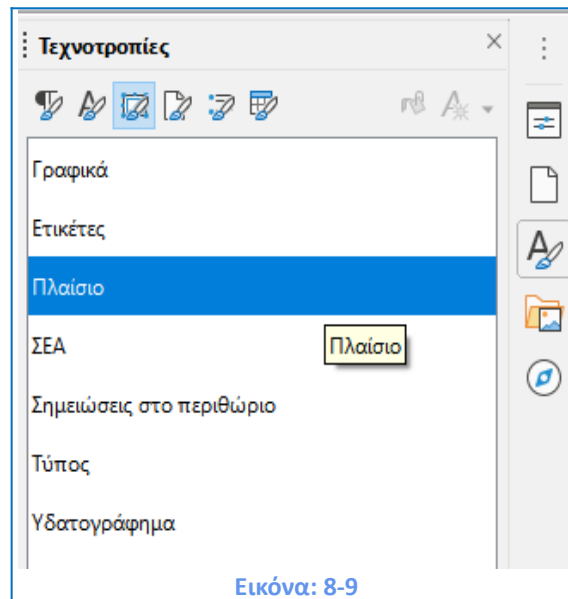 Τεχνοτροπίες
Γραφικά
Ετικέτες
Πλαίσιο
ΣΕΑ
Πλαίσιο
Σημειώσεις στο περιθώριο
Τύπος
Υδατογράφημα
Εικόνα: 8-9